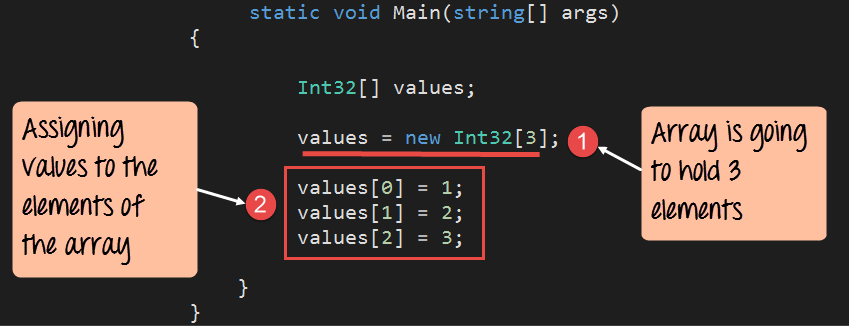 static void Main(string[] args)
{
Int32[] values;
values = new Int32[3];
values[0] = 1;
values[1] = 2;
values[2] = 3;
}
}
Assigning
values to the
elements of
the array
2
1
Array is going
to hold 3
elements